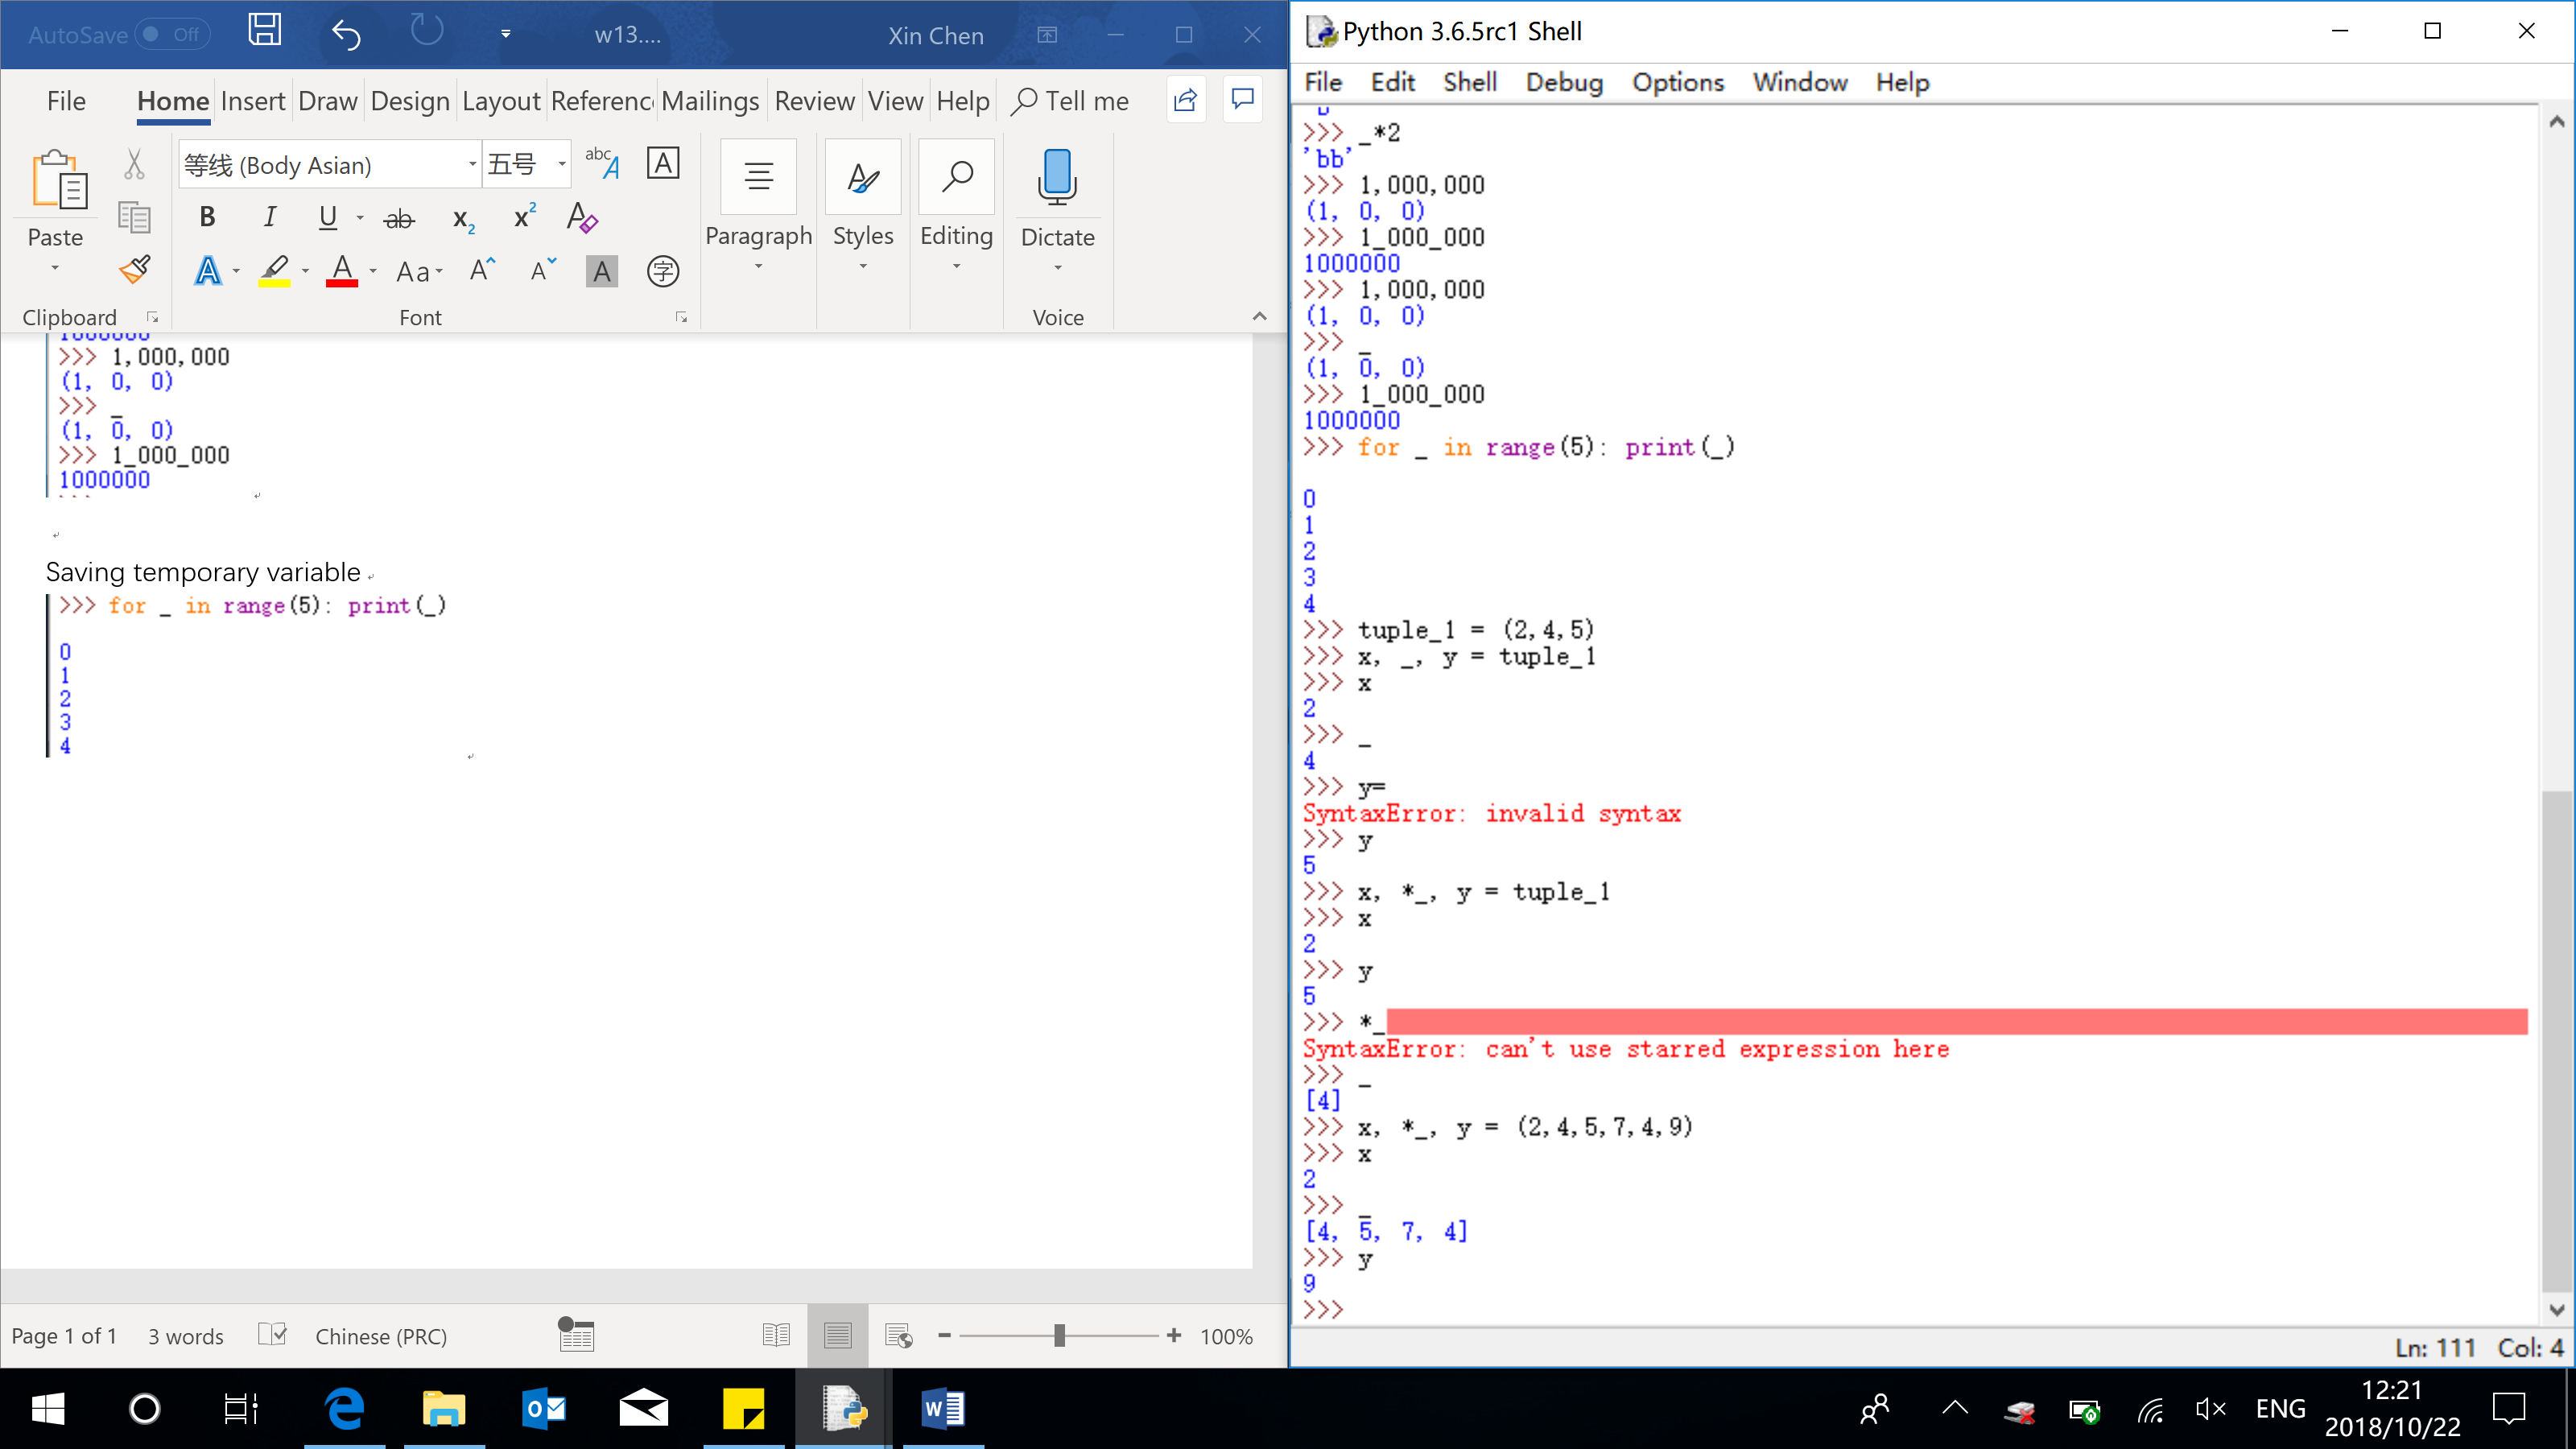 AutoSave Off w13.... Xin Chen
File Home Insert Draw Design Layout Referenc Mailings Review View Help Tell me
等线 (Body Asian) 五号 abc A A
Paste B I U ab x2 x2 A Paragraph Styles Editing Dictate
A A Aa A A A 字
Clipboard Font Voice
1000000
>>> 1,000,000
(1, 0, 0)
>>> _
(1, 0, 0)
>>> 1_000_000
1000000
Saving temporary variable
>>> for _ in range(5): print(_)
0
1
2
3
4
Page 1 of 1 3 words Chinese (PRC) 100%
Python 3.6.5rc1 Shell
File Edit Shell Debug Options Window Help
>>> _*2
'bb'
>>> 1,000,000
(1, 0, 0)
>>> 1_000_000
1000000
>>> 1,000,000
(1, 0, 0)
>>> _
(1, 0, 0)
>>> 1_000_000
1000000
>>> for _ in range(5): print(_)
0
1
2
3
4
>>> tuple_1 = (2,4,5)
>>> x, _, y = tuple_1
>>> x
2
>>> _
4
>>> y=
SyntaxError: invalid syntax
>>> y
5
>>> x, *_, y = tuple_1
>>> x
2
>>> y
5
>>> *_
SyntaxError: can't use starred expression here
>>> _
[4]
>>> x, *_, y = (2,4,5,7,4,9)
>>> x
2
>>> _
[4, 5, 7, 4]
>>> y
9
>>>
Ln: 111 Col: 4
ENG 12:21
2018/10/22